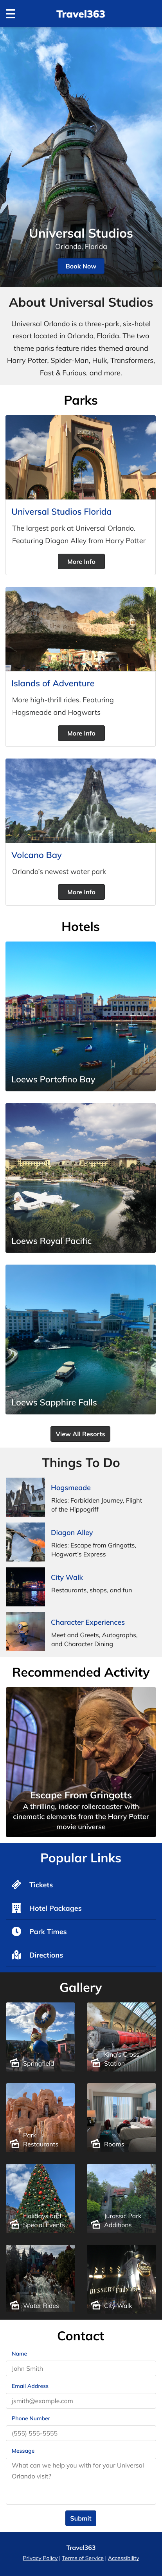 Travel363
Universal Studios
Orlando, Florida
Book Now
About Universal Studios
Universal Orlando is a three-park, six-hotel
resort located in Orlando, Florida. The two
theme parks feature rides themed around
Harry Potter, Spider-Man, Hulk, Transformers,
Fast & Furious, and more.
Parks
Universal Studios Florida
The largest park at Universal Orlando.
Featuring Diagon Alley from Harry Potter
More Info
Islands of Adventure
More high-thrill rides. Featuring
Hogsmeade and Hogwarts
More Info
Volcano Bay
Orlando's newest water park
More Info
Hotels
Loews Portofino Bay
Loews Royal Pacific
Loews Sapphire Falls
View All Resorts
Things To Do
Hogsmeade
Rides: Forbidden Journey, Flight
of the Hippogriff
Diagon Alley
Rides: Escape from Gringotts,
Hogwart's Express
City Walk
Restaurants, shops, and fun
Character Experiences
Meet and Greets, Autographs,
and Character Dining
Recommended Activity
Escape From Gringotts
A thrilling, indoor rollercoaster with
cinematic elements from the Harry Potter
movie universe
Popular Links
Tickets
Hotel Packages
Park Times
Directions
Gallery
Springfield
King's Cross
Station
Park
Restaurants
Rooms
Holidays and
Special Events
Jurassic Park
Additions
Water Rides
DESSERT FOODS
City Walk
Contact
Name
John Smith
Email Address
jsmith@example.com
Phone Number
(555) 555-5555
Message
What can we help you with for your Universal
Orlando visit?
Submit
Travel363
Privacy Policy | Terms of Service | Accessibility